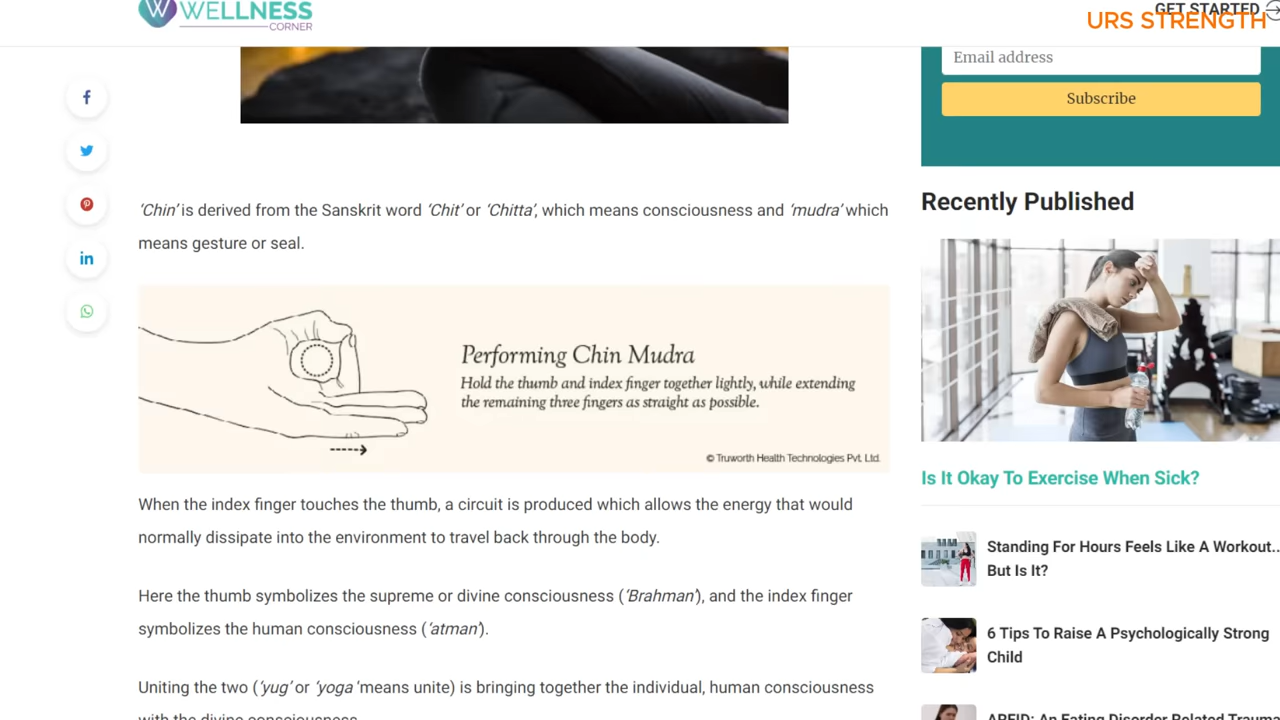 WELLNESS
CORNER
GET STARTED
URS STRENGTH
Email address
Subscribe
‘Chin’ is derived from the Sanskrit word ‘Chit’ or ‘Chitta’, which means consciousness and ‘mudra’ which
means gesture or seal.
Performing Chin Mudra
Hold the thumb and index finger together lightly, while extending
the remaining three fingers as straight as possible.
© Truworth Health Technologies Pvt. Ltd.
When the index finger touches the thumb, a circuit is produced which allows the energy that would
normally dissipate into the environment to travel back through the body.
Here the thumb symbolizes the supreme or divine consciousness (‘Brahman’), and the index finger
symbolizes the human consciousness (‘atman’).
Uniting the two (‘yug’ or ‘yoga ‘means unite) is bringing together the individual, human consciousness
with the divine consciousness.
Recently Published
Is It Okay To Exercise When Sick?
Standing For Hours Feels Like A Workout..
But Is It?
6 Tips To Raise A Psychologically Strong
Child
ARFID: An Eating Disorder Related Trauma